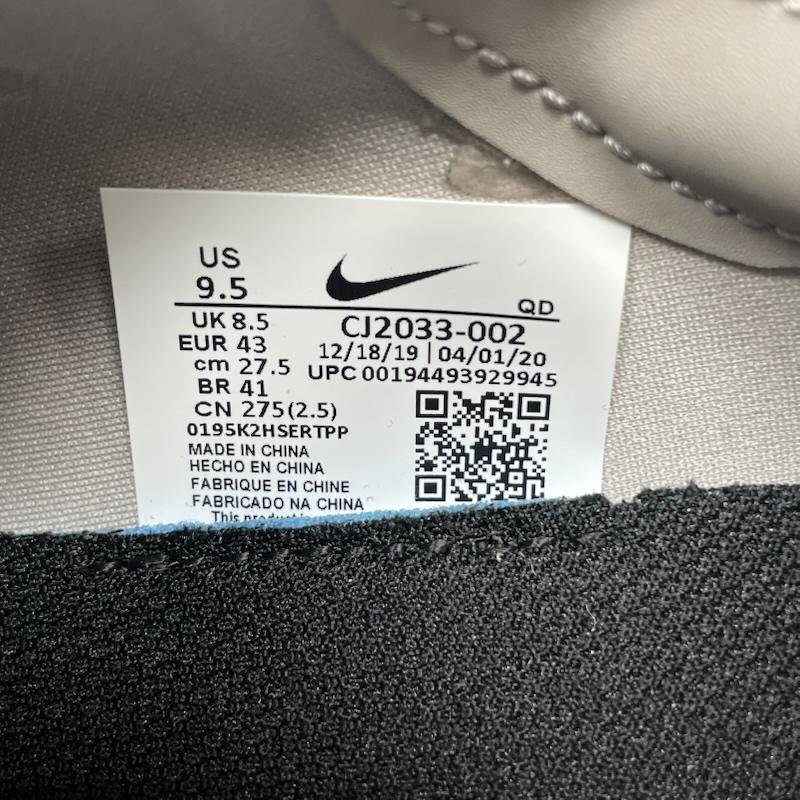 US
9.5
QD
UK 8.5
CJ2033-002
EUR 43
12/18/19 | 04/01/20
cm 27.5
UPC 00194493929945
BR 41
CN 275(2.5)
0195K2HSERTPP
MADE IN CHINA
HECHO EN CHINA
FABRIQUE EN CHINE
FABRICADO NA CHINA
This product